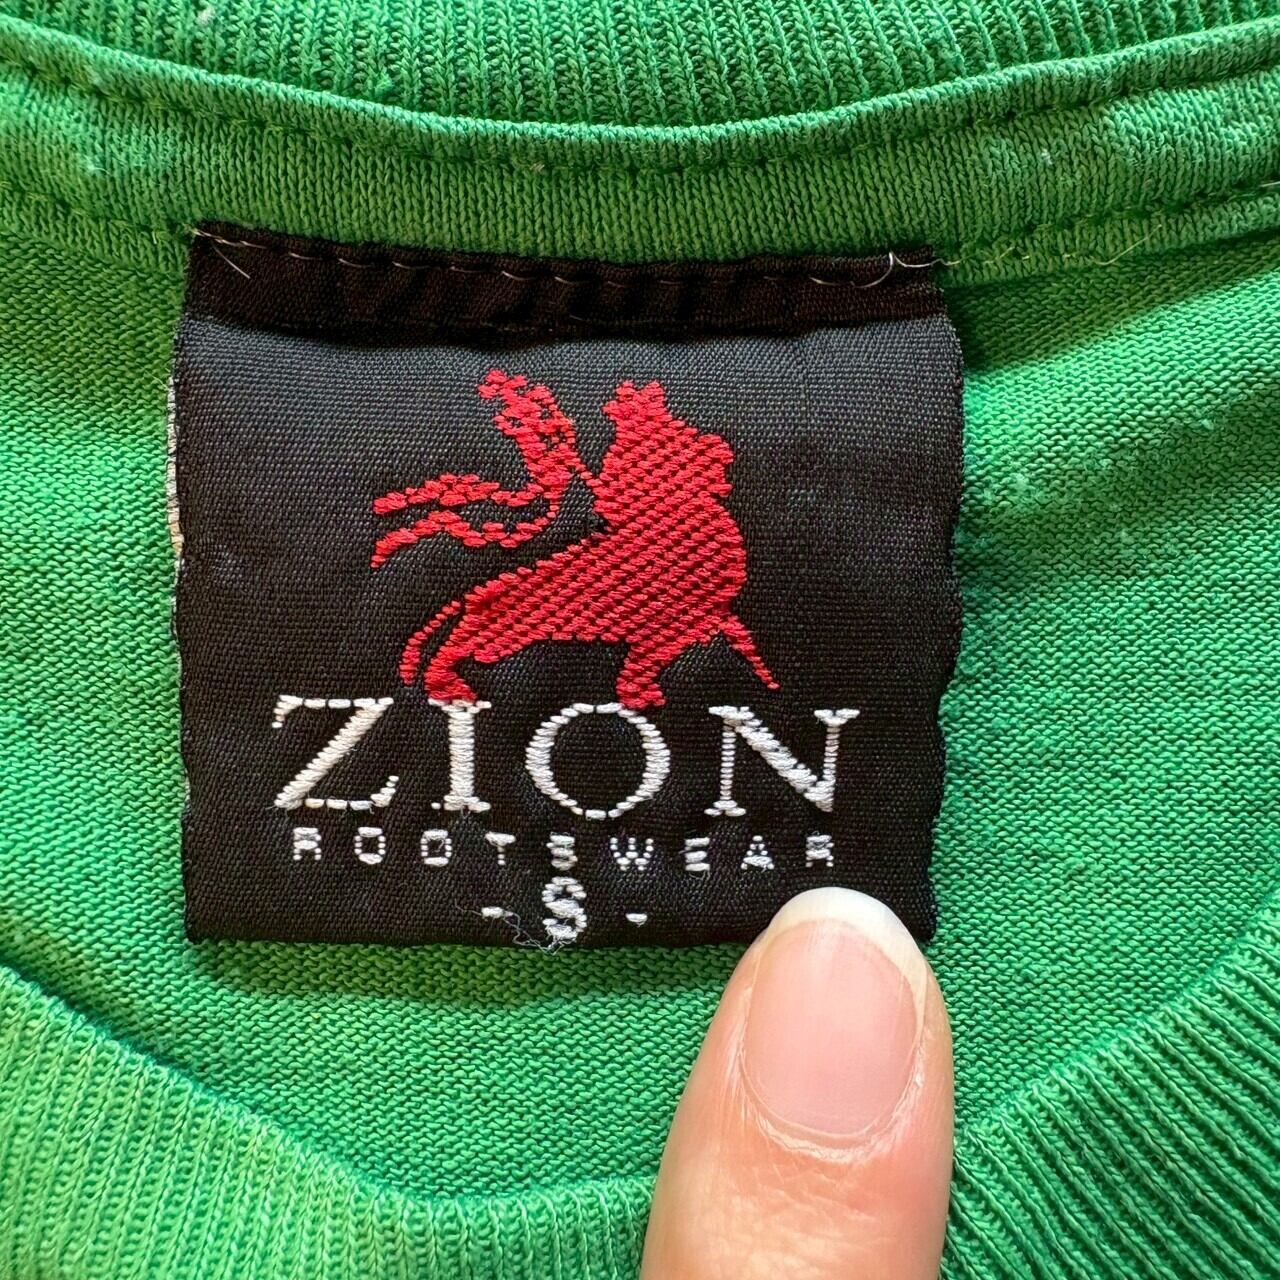 ZION
ROOTSWEAR
- S -